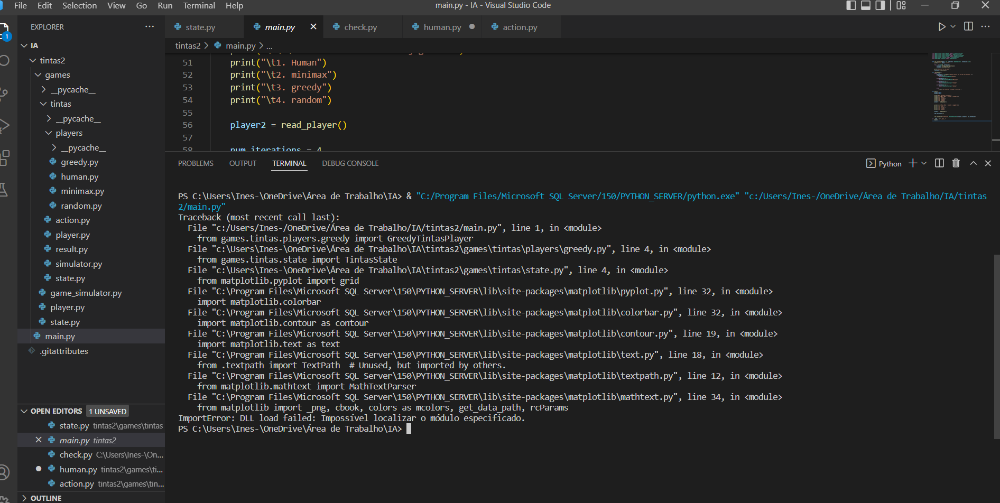 File Edit Selection View Go Run Terminal Help
main.py - IA - Visual Studio Code
EXPLORER ...
1
IA
tintas2
games
__pycache__
tintas
__pycache__
players
__pycache__
greedy.py
human.py
minimax.py
random.py
action.py
player.py
result.py
simulator.py
state.py
game_simulator.py
player.py
state.py
main.py
.gitattributes
OPEN EDITORS 1 UNSAVED
state.py tintas2\games\tintas
main.py tintas2
check.py C:\Users\Ines-\On...
human.py tintas2\games\ti...
action.py tintas2\games\tin...
OUTLINE
state.py main.py check.py human.py action.py
tintas2 > main.py > ...
51 print("\t1. Human")
52 print("\t2. minimax")
53 print("\t3. greedy")
54 print("\t4. random")
55
56 player2 = read_player()
57
58 num_iterations = 4
PROBLEMS OUTPUT TERMINAL DEBUG CONSOLE
Python
PS C:\Users\Ines-\OneDrive\Área de Trabalho\IA> & "C:/Program Files/Microsoft SQL Server/150/PYTHON_SERVER/python.exe" "c:/Users/Ines-/OneDrive/Área de Trabalho/IA/tintas
2/main.py"
Traceback (most recent call last):
File "c:/Users/Ines-/OneDrive/Área de Trabalho/IA/tintas2/main.py", line 1, in <module>
from games.tintas.players.greedy import GreedyTintasPlayer
File "c:\Users\Ines-\OneDrive\Área de Trabalho\IA\tintas2\games\tintas\players\greedy.py", line 4, in <module>
from games.tintas.state import TintasState
File "c:\Users\Ines-\OneDrive\Área de Trabalho\IA\tintas2\games\tintas\state.py", line 4, in <module>
from matplotlib.pyplot import grid
File "C:\Program Files\Microsoft SQL Server\150\PYTHON_SERVER\lib\site-packages\matplotlib\pyplot.py", line 32, in <module>
import matplotlib.colorbar
File "C:\Program Files\Microsoft SQL Server\150\PYTHON_SERVER\lib\site-packages\matplotlib\colorbar.py", line 32, in <module>
import matplotlib.contour as contour
File "C:\Program Files\Microsoft SQL Server\150\PYTHON_SERVER\lib\site-packages\matplotlib\contour.py", line 19, in <module>
import matplotlib.text as text
File "C:\Program Files\Microsoft SQL Server\150\PYTHON_SERVER\lib\site-packages\matplotlib\text.py", line 18, in <module>
from .textpath import TextPath # Unused, but imported by others.
File "C:\Program Files\Microsoft SQL Server\150\PYTHON_SERVER\lib\site-packages\matplotlib\textpath.py", line 12, in <module>
from matplotlib.mathtext import MathTextParser
File "C:\Program Files\Microsoft SQL Server\150\PYTHON_SERVER\lib\site-packages\matplotlib\mathtext.py", line 34, in <module>
from matplotlib import _png, cbook, colors as mcolors, get_data_path, rcParams
ImportError: DLL load failed: Impossível localizar o módulo especificado.
PS C:\Users\Ines-\OneDrive\Área de Trabalho\IA>